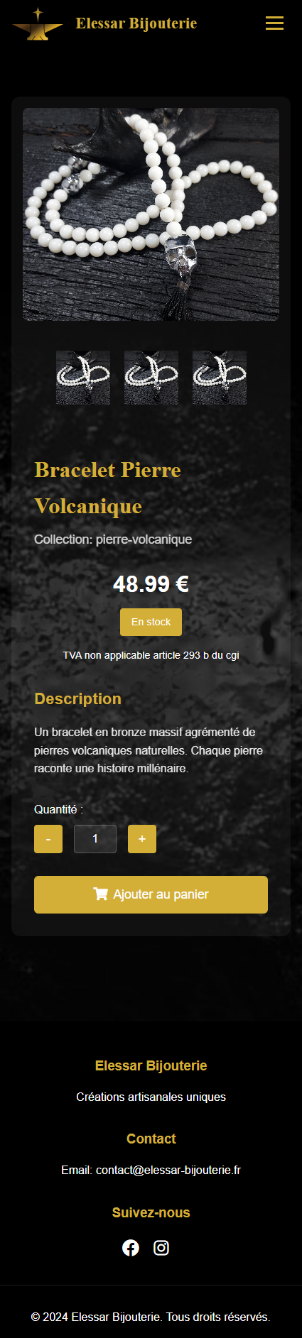 Elessar Bijouterie
Bracelet Pierre
Volcanique
Collection: pierre-volcanique
48.99 €
En stock
TVA non applicable article 293 b du cgi
Description
Un bracelet en bronze massif agrémenté de
pierres volcaniques naturelles. Chaque pierre
raconte une histoire millénaire.
Quantité :
- 1 +
Ajouter au panier
Elessar Bijouterie
Créations artisanales uniques
Contact
Email: contact@elessar-bijouterie.fr
Suivez-nous
© 2024 Elessar Bijouterie. Tous droits réservés.